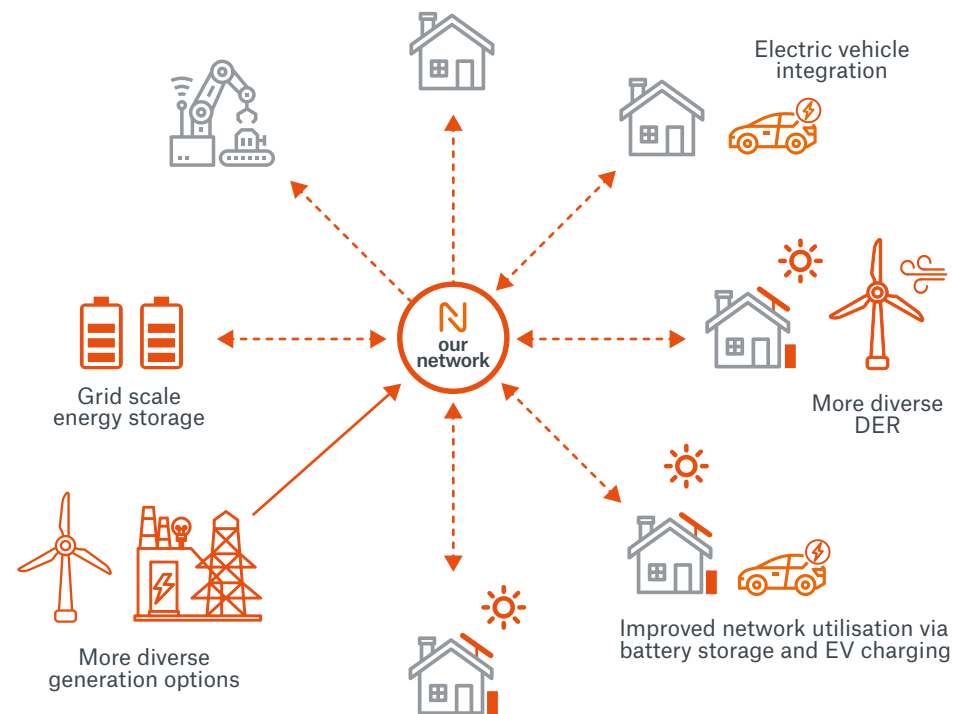 Electric vehicle
integration
our
network
Grid scale
energy storage
More diverse
DER
Improved network utilisation via
battery storage and EV charging
More diverse
generation options